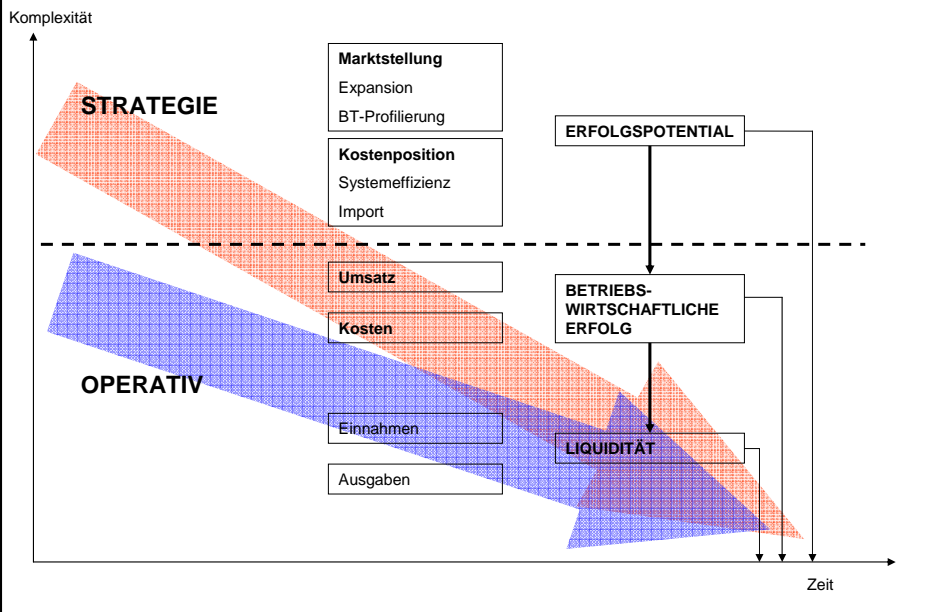 Komplexität
STRATEGIE
Marktstellung
Expansion
BT-Profilierung
Kostenposition
Systemeffizienz
Import
ERFOLGSPOTENTIAL
Umsatz
Kosten
BETRIEBS-
WIRTSCHAFTLICHE
ERFOLG
OPERATIV
Einnahmen
Ausgaben
LIQUIDITÄT
Zeit